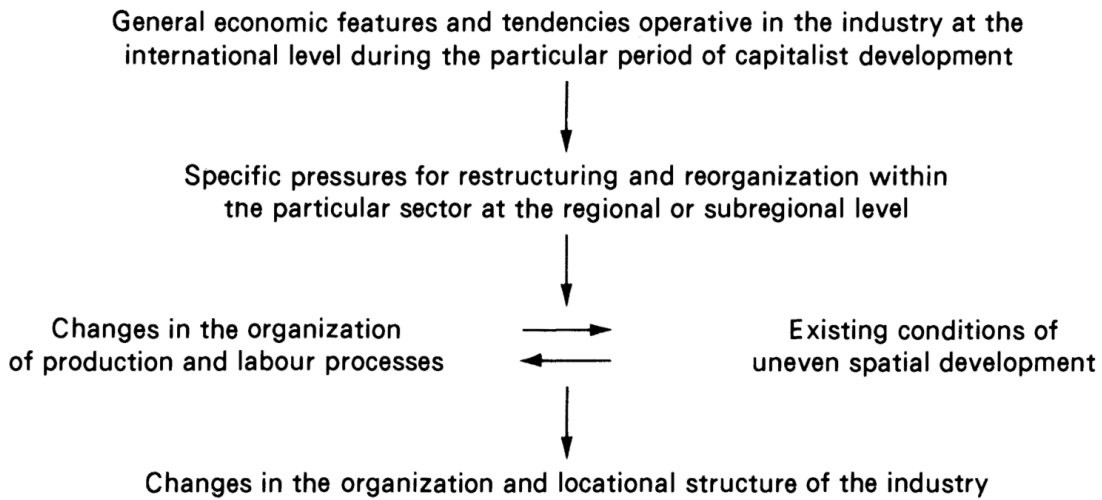 General economic features and tendencies operative in the industry at the
international level during the particular period of capitalist development
Specific pressures for restructuring and reorganization within
the particular sector at the regional or subregional level
Changes in the organization
of production and labour processes
Existing conditions of
uneven spatial development
Changes in the organization and locational structure of the industry